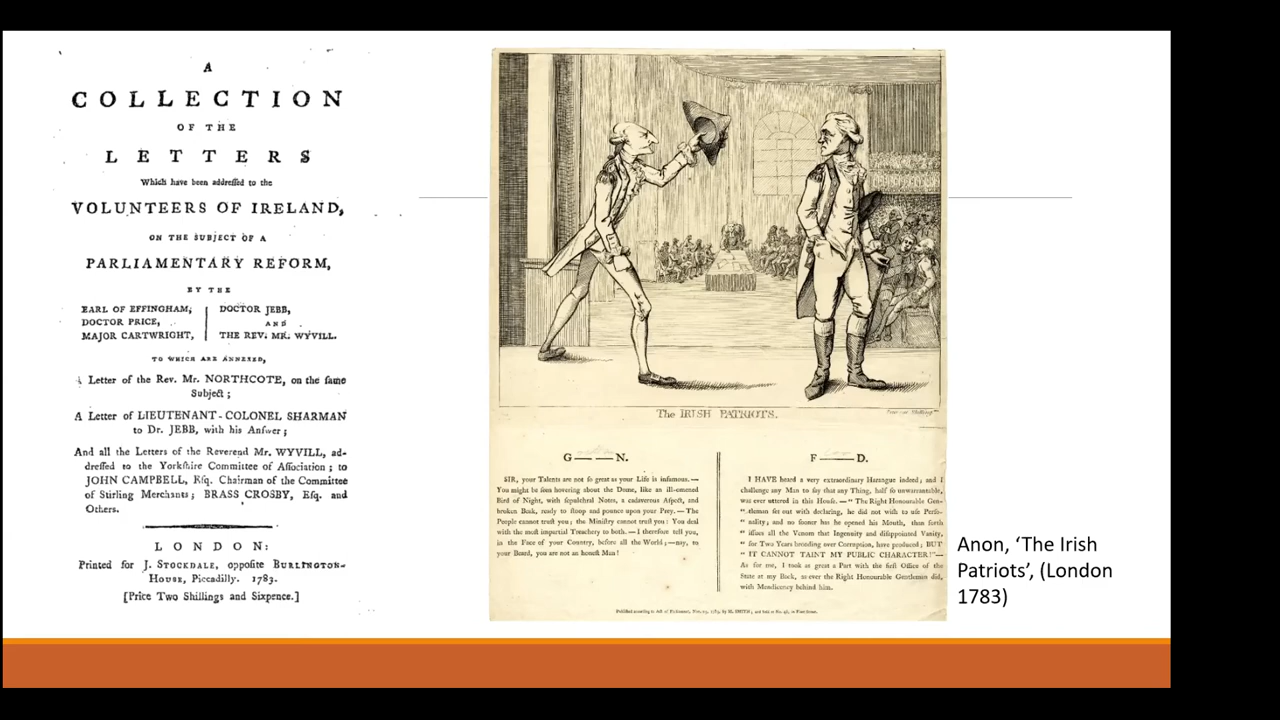 A
COLLECTION
OF THE
LETTERS
Which have been addreſſed to the
VOLUNTEERS OF IRELAND,
ON THE SUBJECT OF A
PARLIAMENTARY REFORM,
BY THE
EARL OF EFFINGHAM,
DOCTOR PRICE,
MAJOR CARTWRIGHT,
DOCTOR JEBB,
AND
THE REV. MR. WYVILL.
TO WHICH ARE ANNEXED,
Letter of the Rev. Mr. NORTHCOTE, on the ſame
Subject;
A Letter of LIEUTENANT-COLONEL SHARMAN
to Dr. JEBB, with his Anſwer;
And all the Letters of the Reverend Mr. WYVILL, ad-
dreſſed to the Yorkſhire Committee of Aſſociation; to
JOHN CAMPBELL, Eſq. Chairman of the Committee
of Stirling Merchants; BRASS CROSBY, Eſq. and
Others.
LONDON:
Printed for J. STOCKDALE, oppoſite BURLINGTON-
HOUSE, Piccadilly. 1783.
[Price Two Shillings and Sixpence.]
The IRISH PATRIOTS.
G——N.
SIR, your Talents are not ſo great as your Life is infamous.—
You might be ſeen hovering about the Dome, like an ill-omened
Bird of Night, with ſepulchral Notes, a cadaverous Aſpect, and
broken Beak, ready to ſtoop and pounce upon your Prey.—The
People cannot truſt you; the Miniſtry cannot truſt you: You deal
with the moſt impartial Treachery to both.—I therefore tell you,
in the Face of your Country, before all the World;—nay, to
your Beard, you are not an honeſt Man!
F——D.
I HAVE heard a very extraordinary Harangue indeed; and I
challenge any Man to ſay that any Thing, half ſo unwarrantable,
was ever uttered in this Houſe.—"The Right Honourable Gen-
"tleman ſet out with declaring, he did not wiſh to uſe Perſo-
"nality; and no ſooner has he opened his Mouth, than forth
"iſſues all the Venom that Ingenuity and diſappointed Vanity,
"for Two Years brooding over Corruption, have produced; BUT
"IT CANNOT TAINT MY PUBLIC CHARACTER!"—
As for me, I took as great a Part with the firſt Office of the
State at my Back, as ever the Right Honourable Gentleman did,
with Mendicancy behind him.
Anon, ‘The Irish
Patriots’, (London
1783)